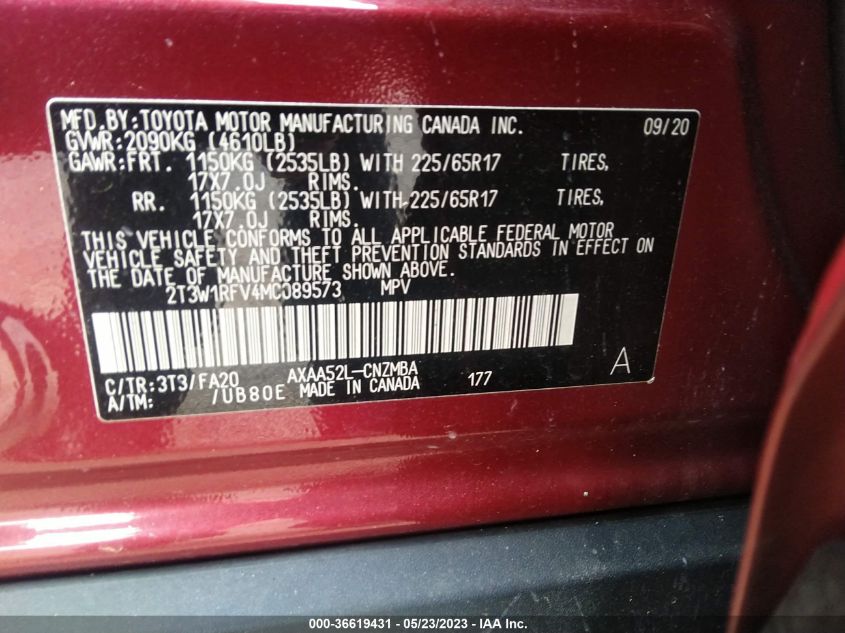 MFD.BY:TOYOTA MOTOR MANUFACTURING CANADA INC. 09/20
GVWR:2090KG (4610LB)
GAWR:FRT. 1150KG (2535LB) WITH 225/65R17 TIRES,
17X7.0J RIMS.
RR. 1150KG (2535LB) WITH 225/65R17 TIRES,
17X7.0J RIMS.
THIS VEHICLE CONFORMS TO ALL APPLICABLE FEDERAL MOTOR
VEHICLE SAFETY AND THEFT PREVENTION STANDARDS IN EFFECT ON
THE DATE OF MANUFACTURE SHOWN ABOVE.
2T3W1RFV4MC089573 MPV
C/TR:3T3/FA20 AXAA52L-CNZMBA
A/TM: /UB80E MADE IN CANADA 177 A
000-36619431 - 05/23/2023 - IAA Inc.